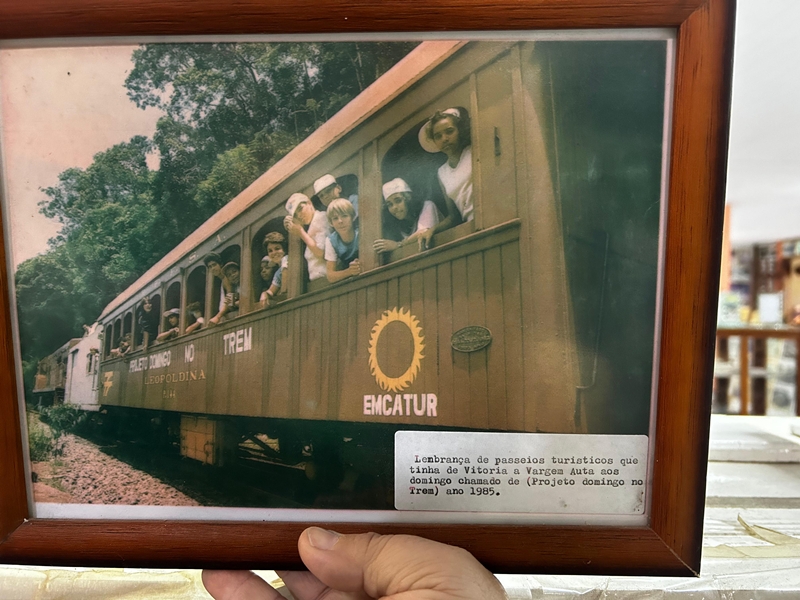 PROJETO DOMINGO NO TREM
LEOPOLDINA
EMCATUR
Lembrança de passeios turísticos que
tinha de Vitoria a Vargem Auta aos
domingo chamado de (Projeto domingo no
Trem) ano 1985.